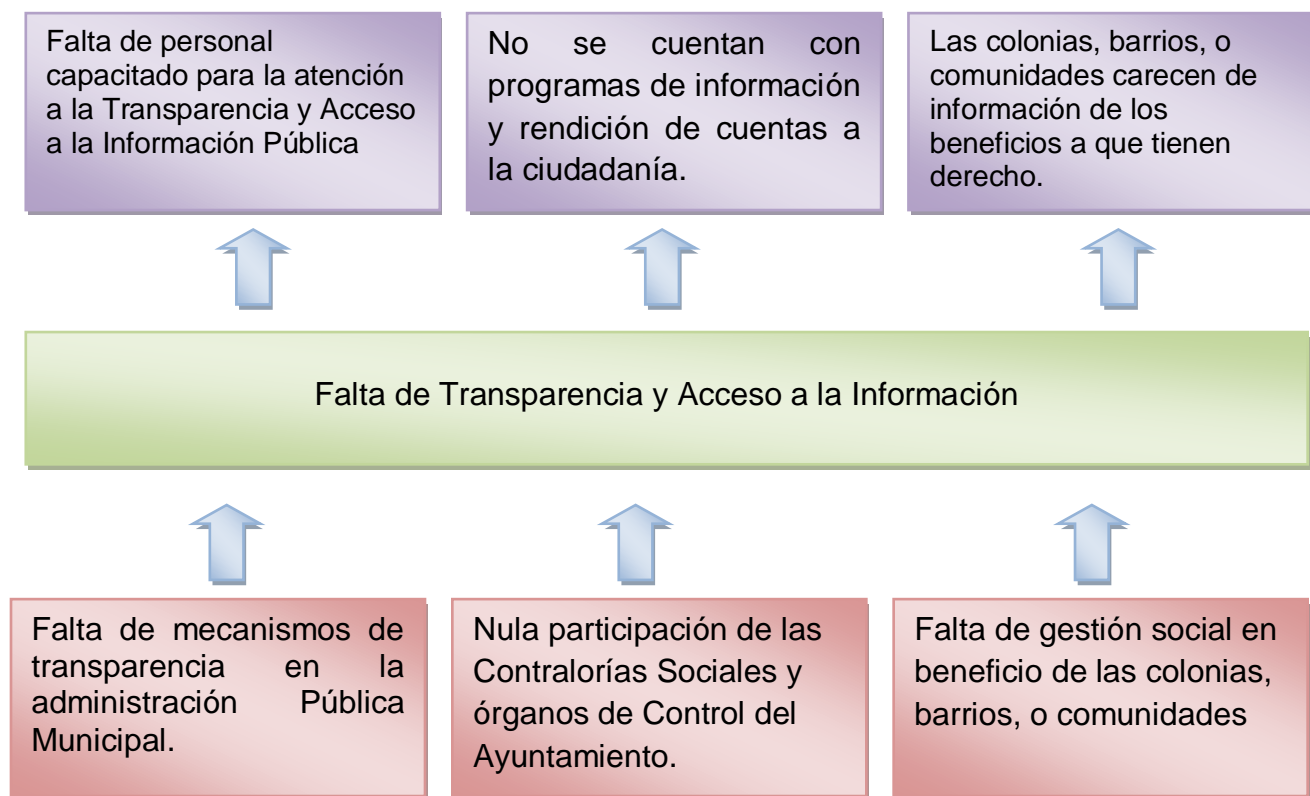 Falta de personal
capacitado para la atención
a la Transparencia y Acceso
a la Información Pública
No se cuentan con
programas de información
y rendición de cuentas a
la ciudadanía.
Las colonias, barrios, o
comunidades carecen de
información de los
beneficios a que tienen
derecho.
Falta de Transparencia y Acceso a la Información
Falta de mecanismos de
transparencia en la
administración Pública
Municipal.
Nula participación de las
Contralorías Sociales y
órganos de Control del
Ayuntamiento.
Falta de gestión social en
beneficio de las colonias,
barrios, o comunidades